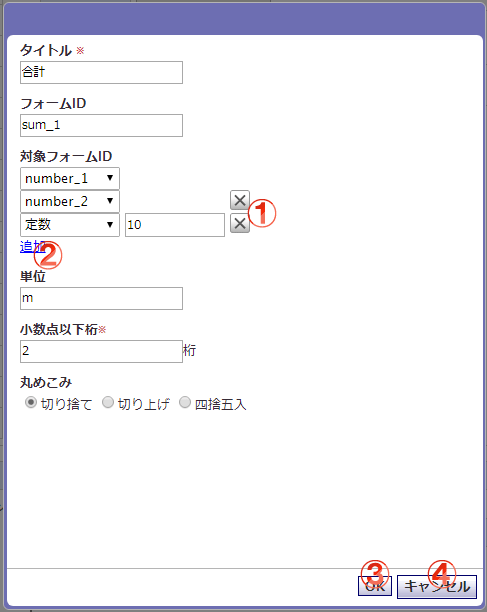 タイトル ※
合計
フォームID
sum_1
対象フォームID
number_1 ▼
number_2 ▼
定数 ▼ 10 ①
追加 ②
単位
m
小数点以下桁※
2 桁
丸めこみ
切り捨て 切り上げ 四捨五入
③ ④
OK キャンセル